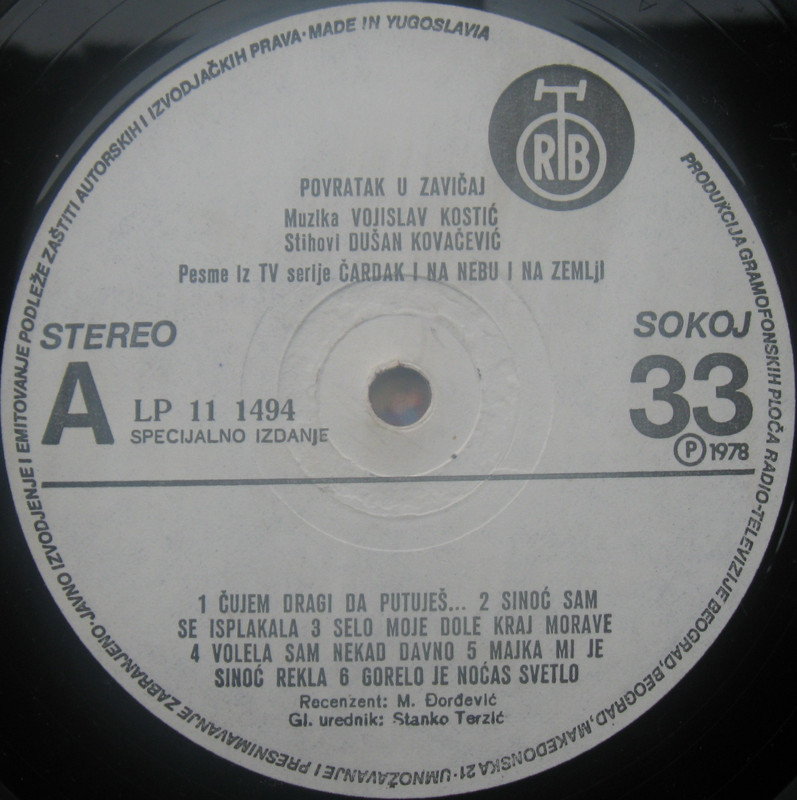 PRODUKCIJA GRAMOFONSKIH PLOČA RADIO-TELEVIZIJE BEOGRAD, BEOGRAD, MAKEDONSKA 21 · UMNOŽAVANJE I PRESNIMAVANJE ZABRANJENO · JAVNO IZVODJENJE I EMITOVANJE PODLEŽE ZAŠTITI AUTORSKIH I IZVODJAČKIH PRAVA · MADE IN YUGOSLAVIA
RTB
POVRATAK U ZAVIČAJ
Muzika VOJISLAV KOSTIĆ
Stihovi DUŠAN KOVAČEVIĆ
Pesme iz TV serije ČARDAK I NA NEBU I NA ZEMLjI
STEREO
SOKOJ
A
LP 11 1494
33
SPECIJALNO IZDANjE
Ⓟ 1978
1 ČUJEM DRAGI DA PUTUJEŠ... 2 SINOĆ SAM
SE ISPLAKALA 3 SELO MOJE DOLE KRAJ MORAVE
4 VOLELA SAM NEKAD DAVNO 5 MAJKA MI JE
SINOĆ REKLA 6 GORELO JE NOĆAS SVETLO
Recenzent: M. Đorđević
Gl. urednik: Stanko Terzić